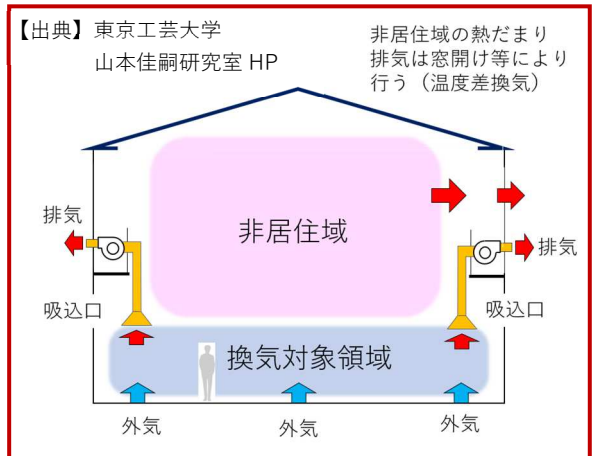 【出典】東京工芸大学
山本佳嗣研究室 HP
非居住域の熱だまり
排気は窓開け等により
行う（温度差換気）
排気
非居住域
排気
吸込口
吸込口
換気対象領域
外気
外気
外気